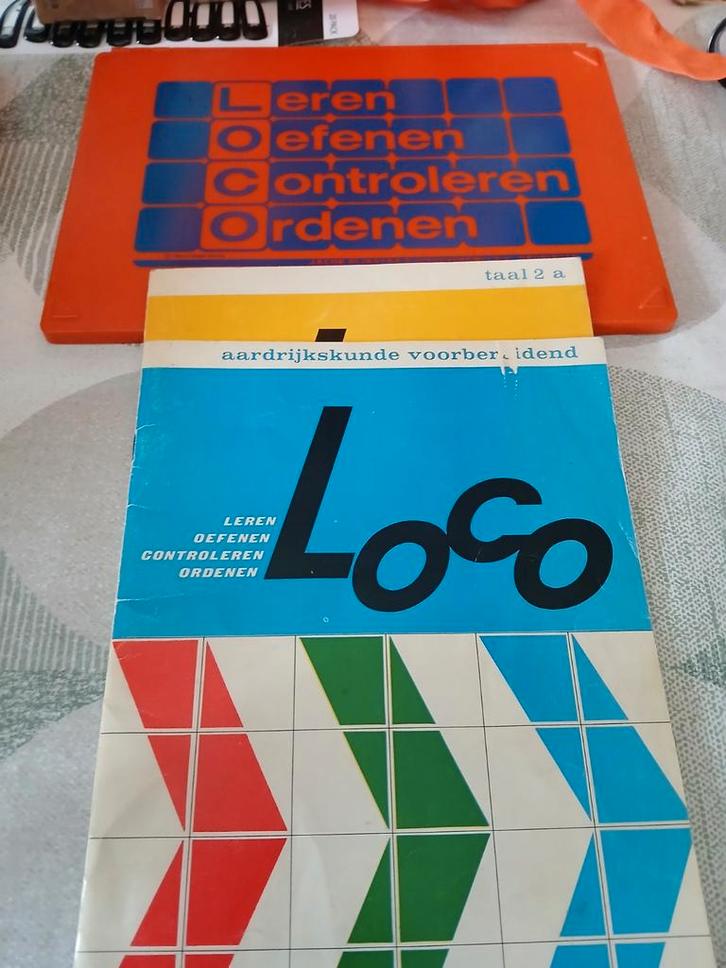 Leren
Oefenen
Controleren
Ordenen
taal 2 a
aardrijkskunde voorbereidend
LOCO
LEREN
OEFENEN
CONTROLEREN
ORDENEN